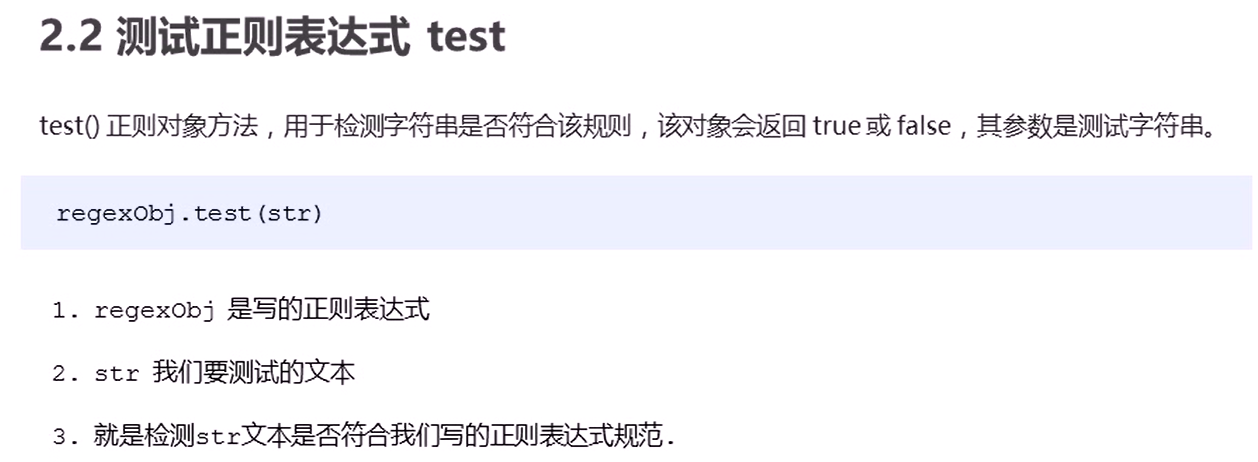 2.2 测试正则表达式 test
test() 正则对象方法，用于检测字符串是否符合该规则，该对象会返回 true 或 false，其参数是测试字符串。
regexObj.test(str)
1. regexObj 是写的正则表达式
2. str 我们要测试的文本
3. 就是检测str文本是否符合我们写的正则表达式规范.